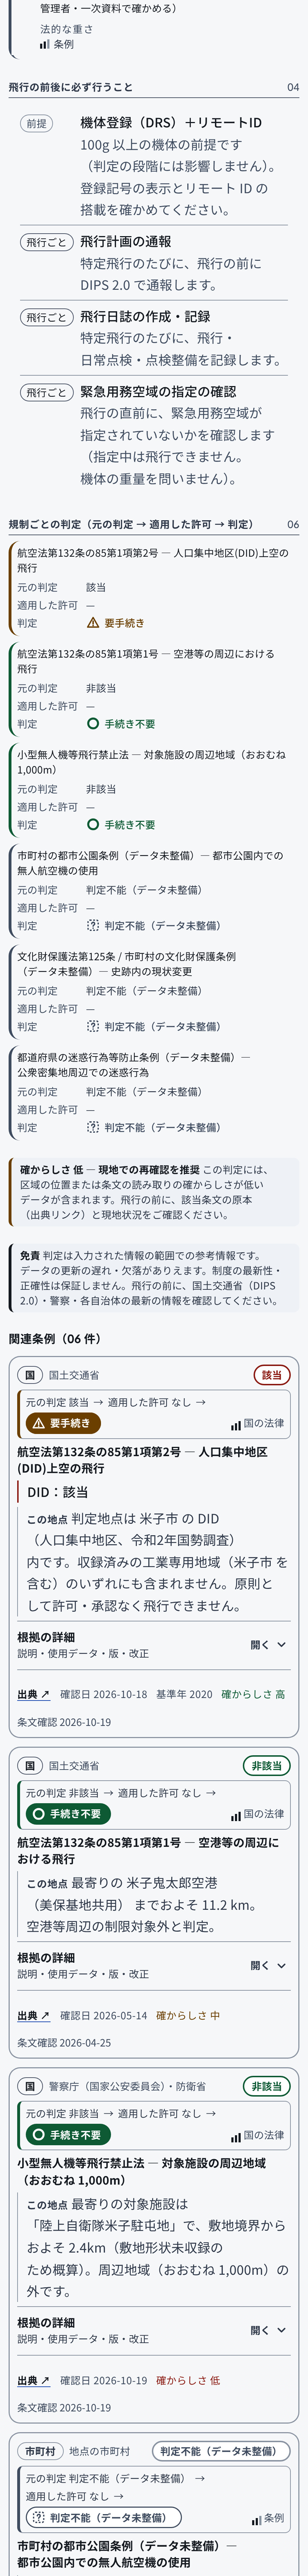 管理者・一次資料で確かめる）
法的な重さ
条例
飛行の前後に必ず行うこと 04
前提 機体登録（DRS）＋リモートID
100g 以上の機体の前提です
（判定の段階には影響しません）。
登録記号の表示とリモート ID の
搭載を確かめてください。
飛行ごと 飛行計画の通報
特定飛行のたびに、飛行の前に
DIPS 2.0 で通報します。
飛行ごと 飛行日誌の作成・記録
特定飛行のたびに、飛行・
日常点検・点検整備を記録します。
飛行ごと 緊急用務空域の指定の確認
飛行の直前に、緊急用務空域が
指定されていないかを確認します
（指定中は飛行できません。
機体の重量を問いません）。
規制ごとの判定（元の判定 → 適用した許可 → 判定） 06
航空法第132条の85第1項第2号 — 人口集中地区(DID)上空の
飛行
元の判定 該当
適用した許可 —
判定 要手続き
航空法第132条の85第1項第1号 — 空港等の周辺における
飛行
元の判定 非該当
適用した許可 —
判定 手続き不要
小型無人機等飛行禁止法 — 対象施設の周辺地域（おおむね
1,000m）
元の判定 非該当
適用した許可 —
判定 手続き不要
市町村の都市公園条例（データ未整備）— 都市公園内での
無人航空機の使用
元の判定 判定不能（データ未整備）
適用した許可 —
判定 判定不能（データ未整備）
文化財保護法第125条 / 市町村の文化財保護条例
（データ未整備）— 史跡内の現状変更
元の判定 判定不能（データ未整備）
適用した許可 —
判定 判定不能（データ未整備）
都道府県の迷惑行為等防止条例（データ未整備）—
公衆密集地周辺での迷惑行為
元の判定 判定不能（データ未整備）
適用した許可 —
判定 判定不能（データ未整備）
確からしさ 低 — 現地での再確認を推奨 この判定には、
区域の位置または条文の読み取りの確からしさが低い
データが含まれます。飛行の前に、該当条文の原本
（出典リンク）と現地状況をご確認ください。
免責 判定は入力された情報の範囲での参考情報です。
データの更新の遅れ・欠落がありえます。制度の最新性・
正確性は保証しません。飛行の前に、国土交通省（DIPS
2.0）・警察・各自治体の最新の情報を確認してください。
関連条例（06 件）
国 国土交通省 該当
元の判定 該当 → 適用した許可 なし →
要手続き 国の法律
航空法第132条の85第1項第2号 — 人口集中地区
(DID)上空の飛行
DID：該当
この地点 判定地点は 米子市 の DID
（人口集中地区、令和2年国勢調査）
内です。収録済みの工業専用地域（米子市 を
含む）のいずれにも含まれません。原則と
して許可・承認なく飛行できません。
根拠の詳細 開く
説明・使用データ・版・改正
出典 ↗ 確認日 2026-10-18 基準年 2020 確からしさ 高
条文確認 2026-10-19
国 国土交通省 非該当
元の判定 非該当 → 適用した許可 なし →
手続き不要 国の法律
航空法第132条の85第1項第1号 — 空港等の周辺に
おける飛行
この地点 最寄りの 米子鬼太郎空港
（美保基地共用） までおよそ 11.2 km。
空港等周辺の制限対象外と判定。
根拠の詳細 開く
説明・使用データ・版・改正
出典 ↗ 確認日 2026-05-14 確からしさ 中
条文確認 2026-04-25
国 警察庁（国家公安委員会）・防衛省 非該当
元の判定 非該当 → 適用した許可 なし →
手続き不要 国の法律
小型無人機等飛行禁止法 — 対象施設の周辺地域
（おおむね 1,000m）
この地点 最寄りの対象施設は
「陸上自衛隊米子駐屯地」で、敷地境界から
およそ 2.4km（敷地形状未収録の
ため概算）。周辺地域（おおむね 1,000m）の
外です。
根拠の詳細 開く
説明・使用データ・版・改正
出典 ↗ 確認日 2026-10-19 確からしさ 低
条文確認 2026-10-19
市町村 地点の市町村 判定不能（データ未整備）
元の判定 判定不能（データ未整備） →
適用した許可 なし →
判定不能（データ未整備） 条例
市町村の都市公園条例（データ未整備）—
都市公園内での無人航空機の使用